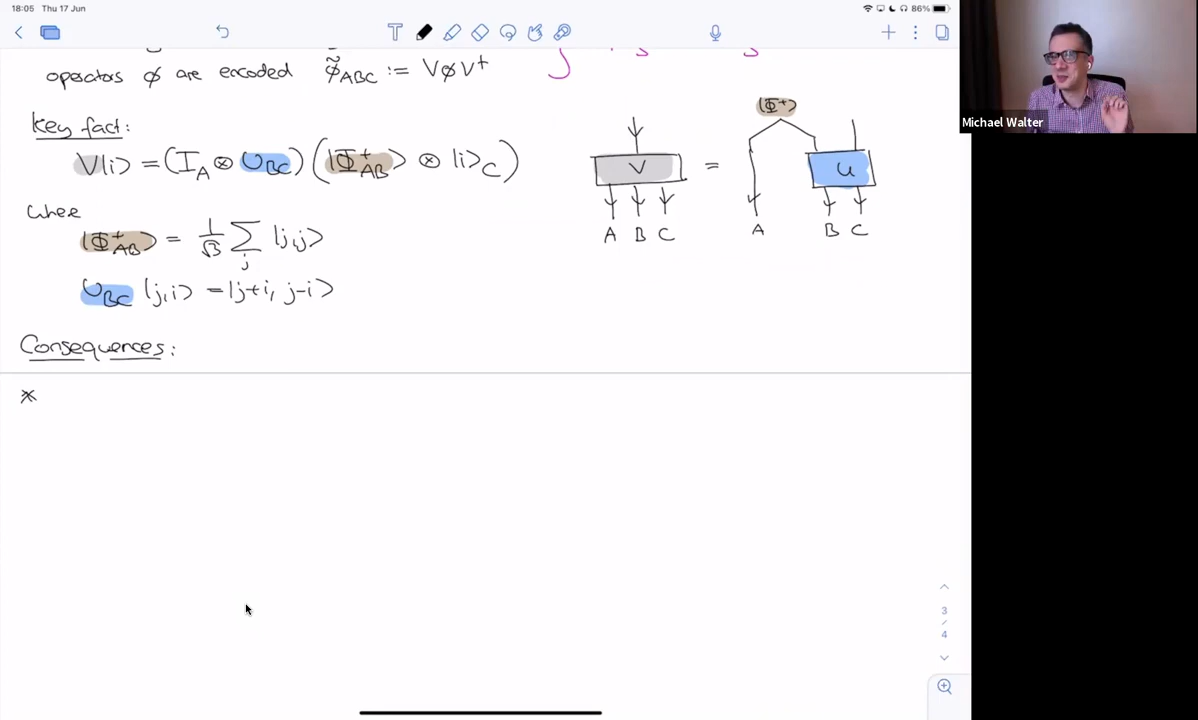 18:05 Thu 17 Jun
86%
operators ϕ are encoded ϕ̃_ABC := VϕV†
Key fact:
V|i⟩ = (I_A ⊗ U_BC)(|Φ⁺_AB⟩ ⊗ |i⟩_C)
|Φ⁺⟩
V = U
A B C A B C
where
|Φ⁺_AB⟩ = 1/√3 ∑_j |j,j⟩
U_BC |j,i⟩ = |j+i, j-i⟩
Consequences:
*
Michael Walter
3
/
4